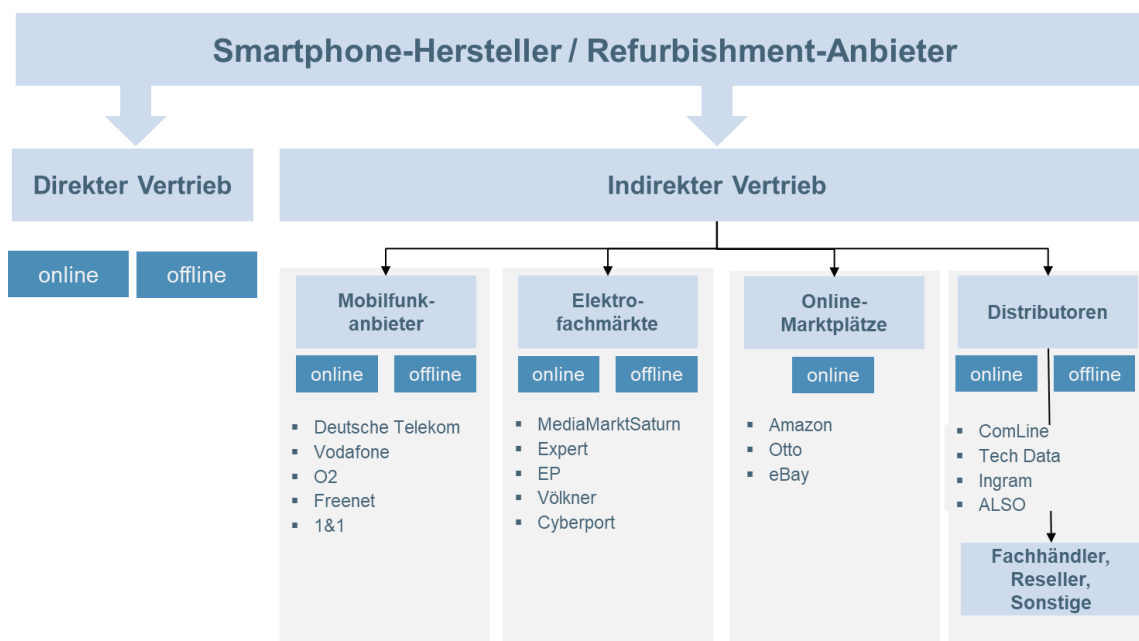 Smartphone-Hersteller / Refurbishment-Anbieter
Direkter Vertrieb
Indirekter Vertrieb
online
offline
Mobilfunk-
anbieter
online
offline
▪ Deutsche Telekom
▪ Vodafone
▪ O2
▪ Freenet
▪ 1&1
Elektro-
fachmärkte
online
offline
▪ MediaMarktSaturn
▪ Expert
▪ EP
▪ Völkner
▪ Cyberport
Online-
Marktplätze
online
▪ Amazon
▪ Otto
▪ eBay
Distributoren
online
offline
▪ ComLine
▪ Tech Data
▪ Ingram
▪ ALSO
Fachhändler,
Reseller,
Sonstige